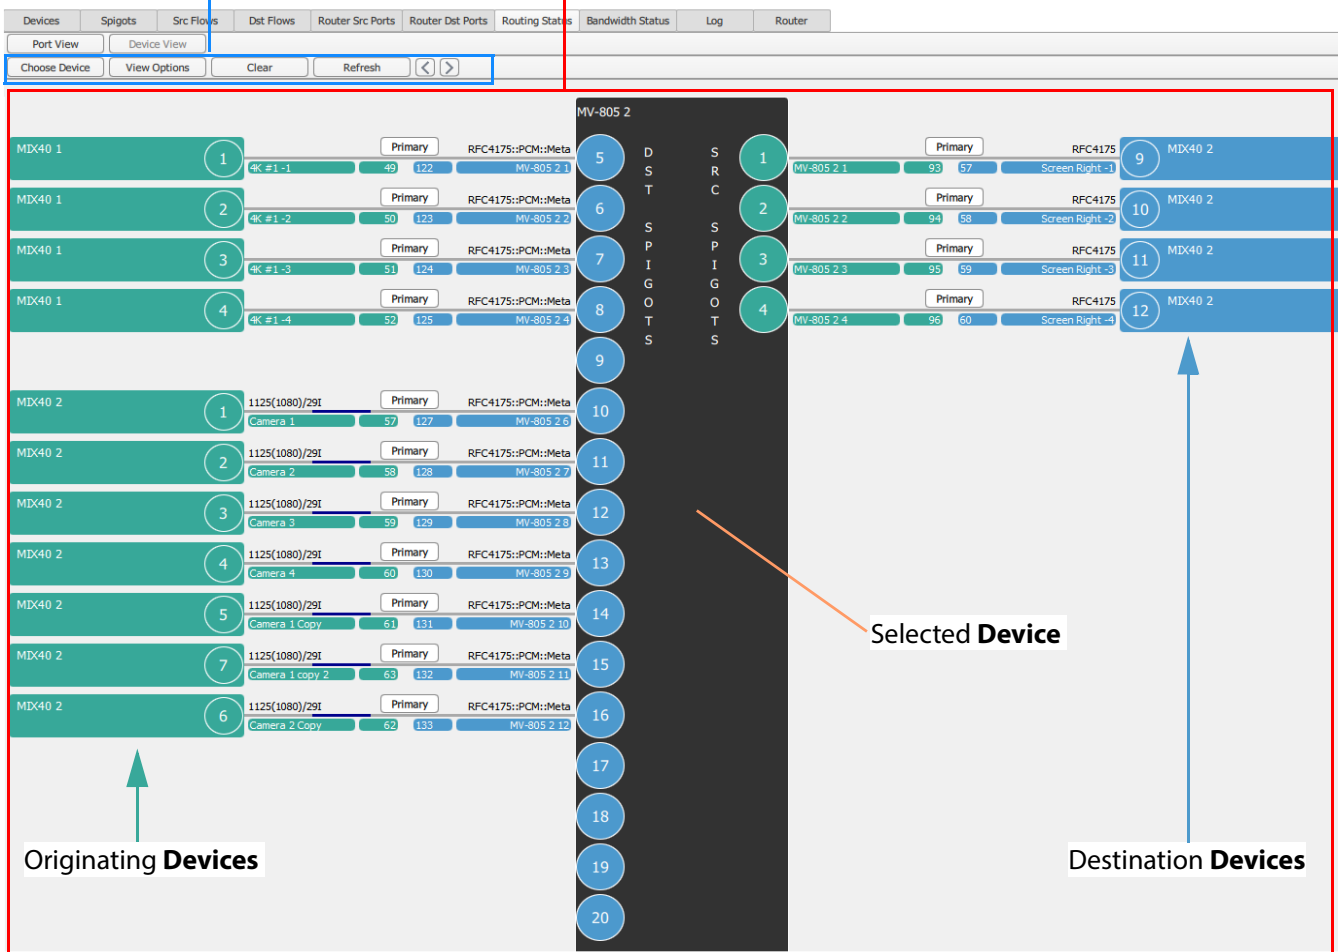 Devices Spigots Src Flows Dst Flows Router Src Ports Router Dst Ports Routing Status Bandwidth Status Log Router
Port View Device View
Choose Device View Options Clear Refresh < >
MV-805 2
DST SPIGOTS
SRC SPIGOTS
MIX40 1 1 Primary RFC4175::PCM::Meta 5
4K #1 -1 49 122 MV-805 2 1
1 Primary RFC4175 9 MIX40 2
MV-805 2 1 93 57 Screen Right -1
MIX40 1 2 Primary RFC4175::PCM::Meta 6
4K #1 -2 50 123 MV-805 2 2
2 Primary RFC4175 10 MIX40 2
MV-805 2 2 94 58 Screen Right -2
MIX40 1 3 Primary RFC4175::PCM::Meta 7
4K #1 -3 51 124 MV-805 2 3
3 Primary RFC4175 11 MIX40 2
MV-805 2 3 95 59 Screen Right -3
MIX40 1 4 Primary RFC4175::PCM::Meta 8
4K #1 -4 52 125 MV-805 2 4
4 Primary RFC4175 12 MIX40 2
MV-805 2 4 96 60 Screen Right -4
9
MIX40 2 1 1125(1080)/29I Primary RFC4175::PCM::Meta 10
Camera 1 57 127 MV-805 2 6
MIX40 2 2 1125(1080)/29I Primary RFC4175::PCM::Meta 11
Camera 2 58 128 MV-805 2 7
MIX40 2 3 1125(1080)/29I Primary RFC4175::PCM::Meta 12
Camera 3 59 129 MV-805 2 8
MIX40 2 4 1125(1080)/29I Primary RFC4175::PCM::Meta 13
Camera 4 60 130 MV-805 2 9
MIX40 2 5 1125(1080)/29I Primary RFC4175::PCM::Meta 14
Camera 1 Copy 61 131 MV-805 2 10
Selected Device
MIX40 2 7 1125(1080)/29I Primary RFC4175::PCM::Meta 15
Camera 1 copy 2 63 132 MV-805 2 11
MIX40 2 6 1125(1080)/29I Primary RFC4175::PCM::Meta 16
Camera 2 Copy 62 133 MV-805 2 12
17
18
Originating Devices
Destination Devices
19
20